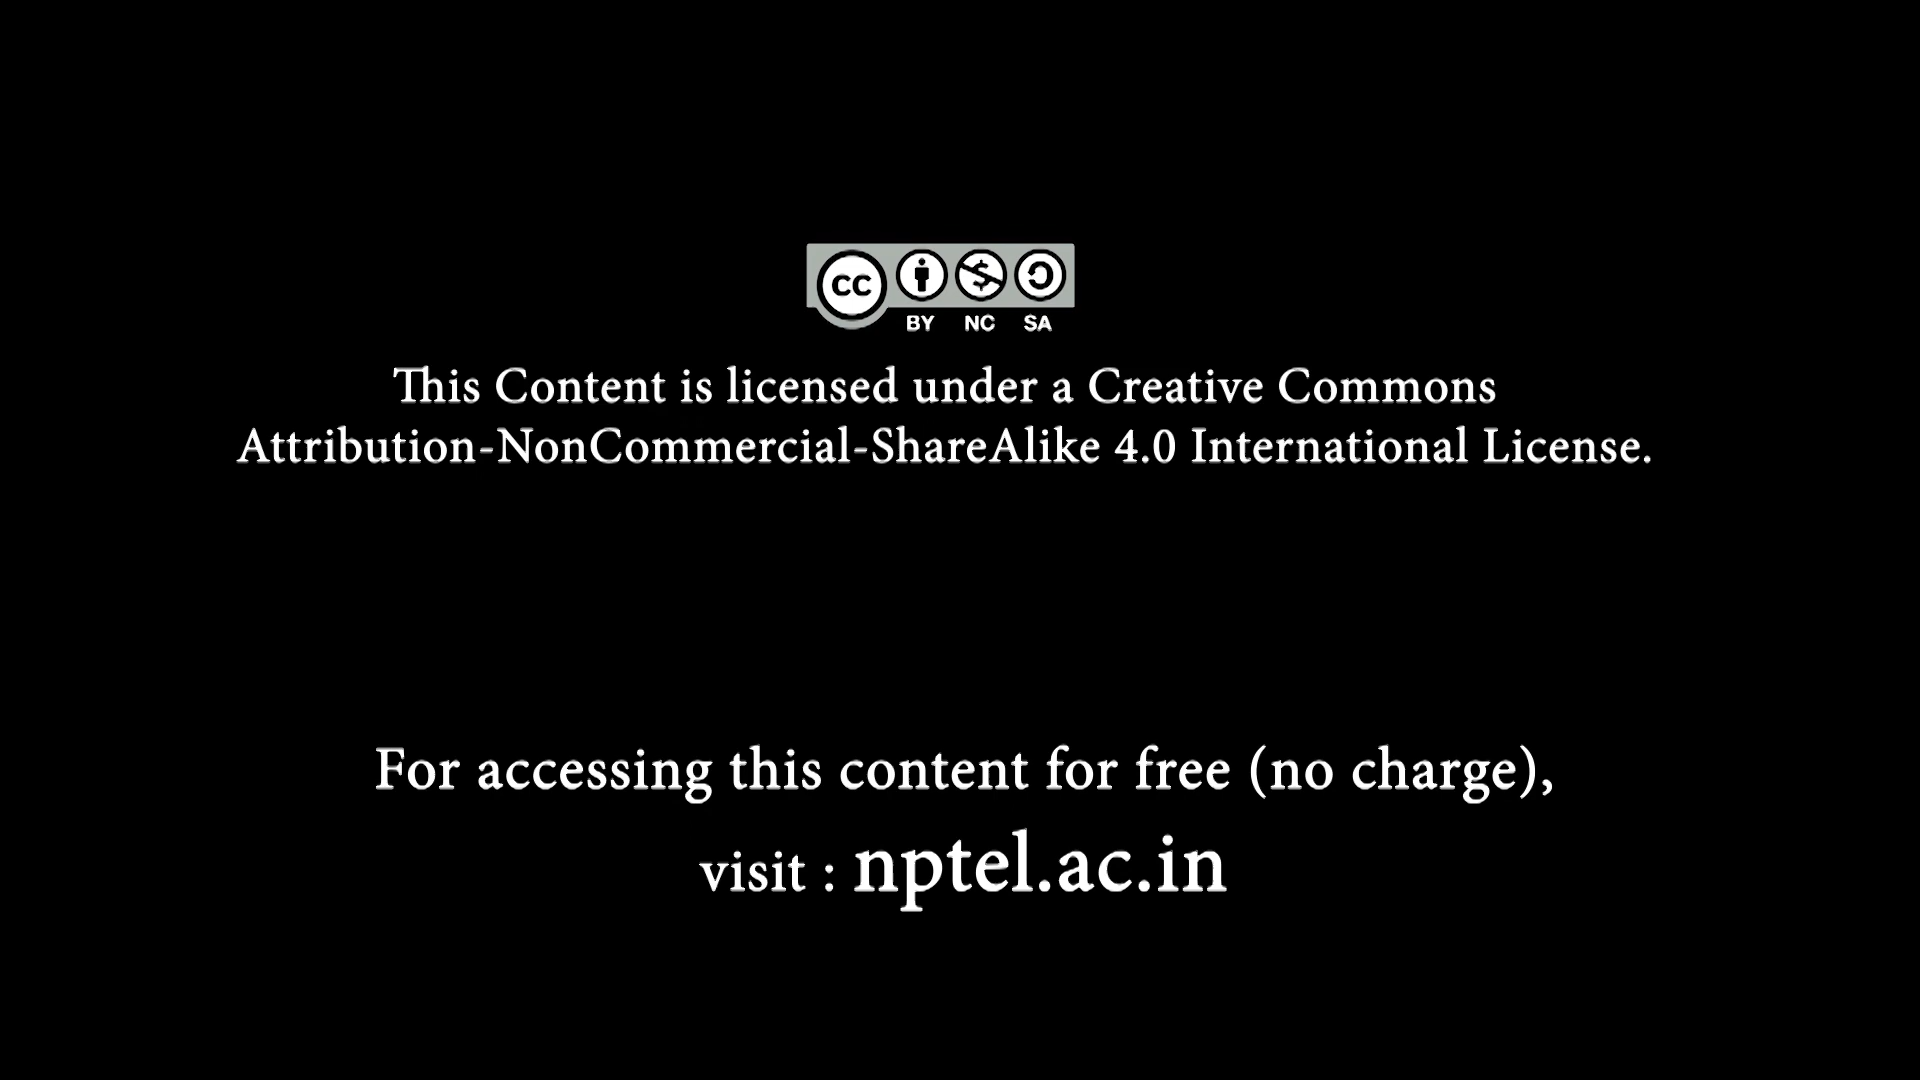 CC BY NC SA
This Content is licensed under a Creative Commons
Attribution-NonCommercial-ShareAlike 4.0 International License.
For accessing this content for free (no charge),
visit : nptel.ac.in